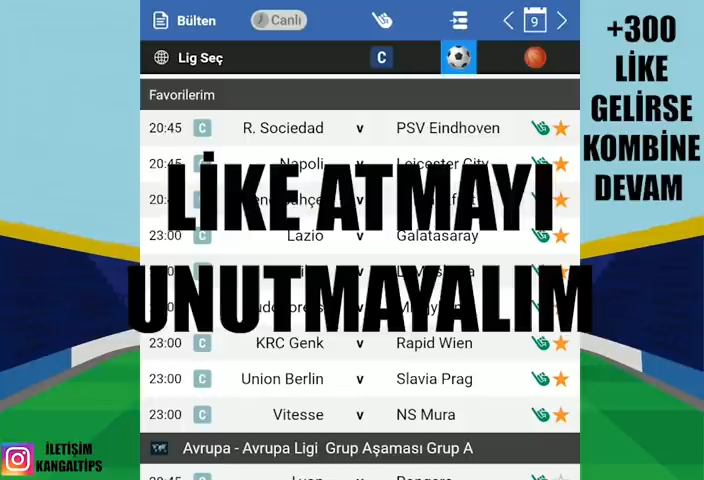 Bülten
Canlı
9
Lig Seç
C
Favorilerim
20:45 C R. Sociedad v PSV Eindhoven
20:45 C Napoli v Leicester City
LİKE ATMAYI
23:00 C Lazio v Galatasaray
UNUTMAYALIM
23:00 C KRC Genk v Rapid Wien
23:00 C Union Berlin v Slavia Prag
23:00 C Vitesse v NS Mura
Avrupa - Avrupa Ligi Grup Aşaması Grup A
+300
LİKE
GELİRSE
KOMBİNE
DEVAM
İLETİŞİM
KANGALTİPS